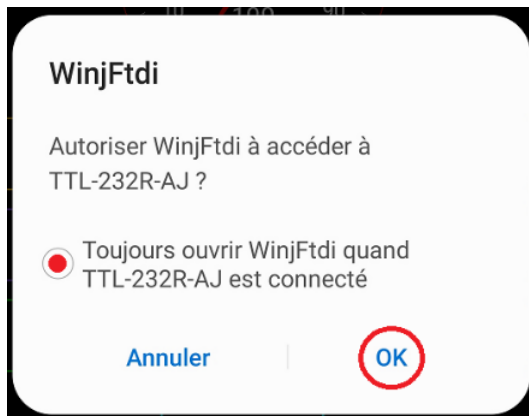 WinjFtdi
Autoriser WinjFtdi à accéder à
TTL-232R-AJ ?
Toujours ouvrir WinjFtdi quand
TTL-232R-AJ est connecté
Annuler
OK